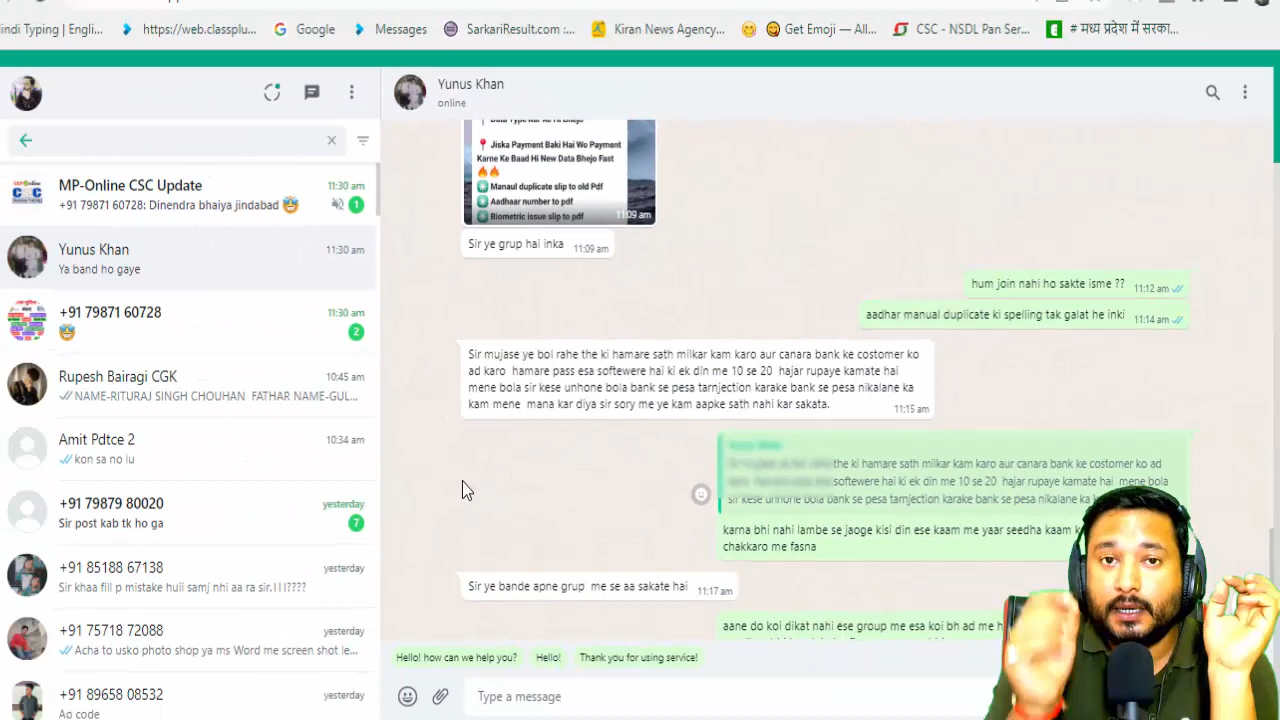 indi Typing | Engli...
https://web.classplu...
Google
Messages
SarkariResult.com :...
Kiran News Agency...
Get Emoji — All...
CSC - NSDL Pan Ser...
# मध्य प्रदेश में सरका...
Yunus Khan
online
MP-Online CSC Update
11:30 am
+91 79871 60728: Dinendra bhaiya jindabad 🤩
1
Yunus Khan
11:30 am
Ya band ho gaye
+91 79871 60728
11:30 am
🤩
2
Rupesh Bairagi CGK
10:45 am
NAME-RITURAJ SINGH CHOUHAN FATHAR NAME-GUL...
Amit Pdtce 2
10:34 am
kon sa no lu
+91 79879 80020
yesterday
Sir post kab tk ho ga
7
+91 85188 67138
yesterday
Sir khaa fill p mistake huii samj nhi aa ra sir.!!!????
+91 75718 72088
yesterday
Acha to usko photo shop ya ms Word me screen shot le...
+91 89658 08532
yesterday
Ao code
Data Type Kar Ke Hi Bhejo
📍 Jiska Payment Baki Hai Wo Payment
Karne Ke Baad Hi New Data Bhejo Fast
🔥🔥
Manaul duplicate slip to old Pdf
Aadhaar number to pdf
Biometric issue slip to pdf
11:09 am
Sir ye grup hai inka
11:09 am
hum join nahi ho sakte isme ??
11:12 am
aadhar manual duplicate ki spelling tak galat he inki
11:14 am
Sir mujase ye bol rahe the ki hamare sath milkar kam karo aur canara bank ke costomer ko
ad karo hamare pass esa softewere hai ki ek din me 10 se 20 hajar rupaye kamate hai
mene bola sir kese unhone bola bank se pesa tarnjection karake bank se pesa nikalane ka
kam mene mana kar diya sir sory me ye kam aapke sath nahi kar sakata.
11:15 am
the ki hamare sath milkar kam karo aur canara bank ke costomer ko ad
softewere hai ki ek din me 10 se 20 hajar rupaye kamate hai mene bola
sir kese unhone bola bank se pesa tarnjection karake bank se pesa nikalane ka
karna bhi nahi lambe se jaoge kisi din ese kaam me yaar seedha kaam
chakkaro me fasna
Sir ye bande apne grup me se aa sakate hai
11:17 am
aane do koi dikat nahi ese group me esa koi bh ad me h
Hello! how can we help you?
Hello!
Thank you for using service!
Type a message